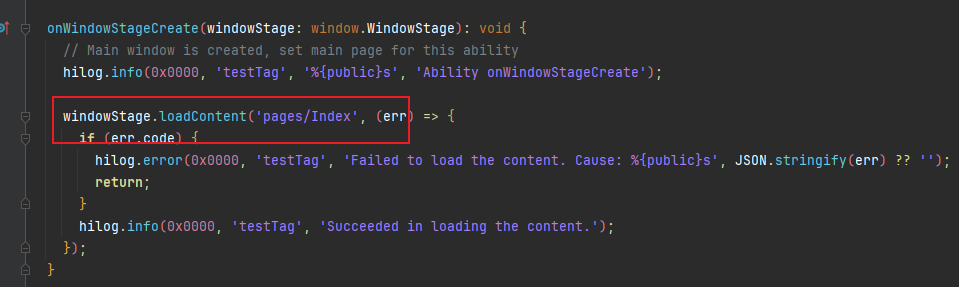 onWindowStageCreate(windowStage: window.WindowStage): void {
// Main window is created, set main page for this ability
hilog.info(0x0000, 'testTag', '%{public}s', 'Ability onWindowStageCreate');
windowStage.loadContent('pages/Index', (err) => {
if (err.code) {
hilog.error(0x0000, 'testTag', 'Failed to load the content. Cause: %{public}s', JSON.stringify(err) ?? '');
return;
}
hilog.info(0x0000, 'testTag', 'Succeeded in loading the content.');
});
}